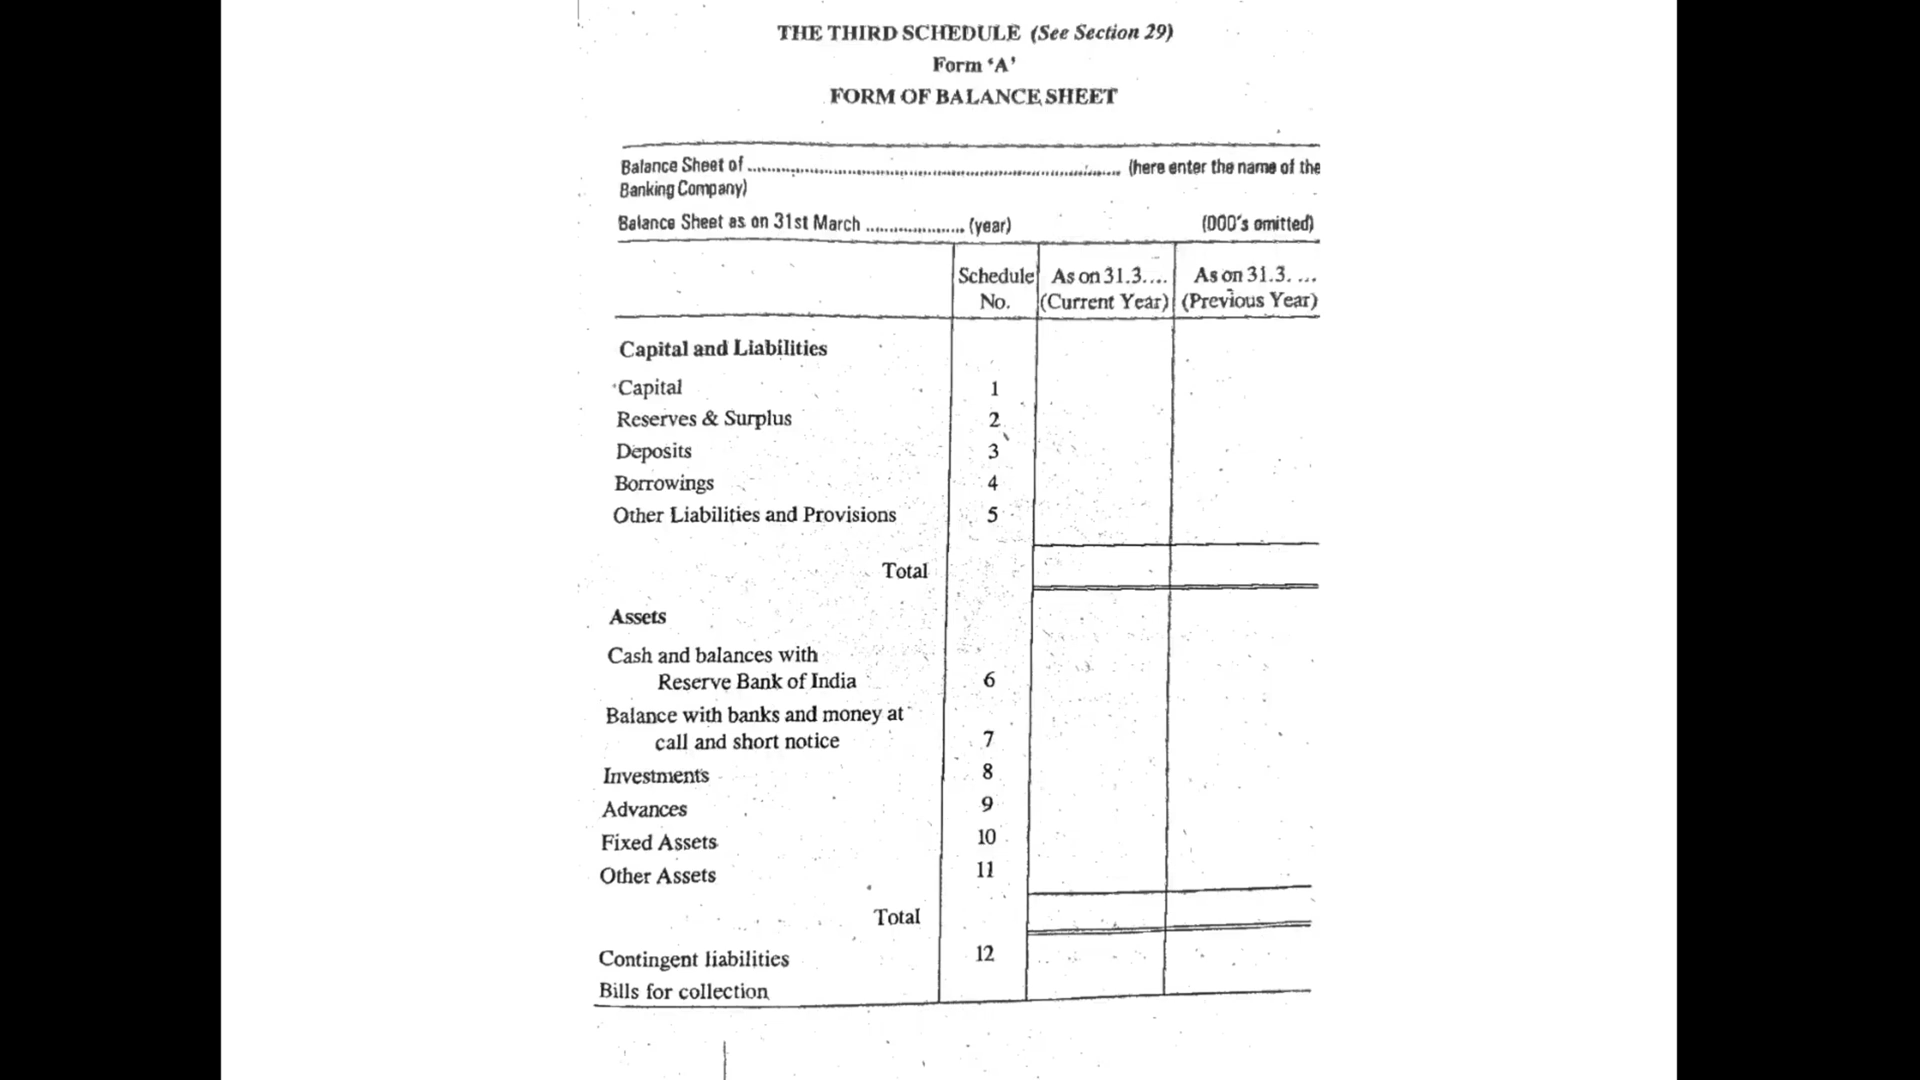 THE THIRD SCHEDULE (See Section 29)
Form ‘A’
FORM OF BALANCE SHEET
Balance Sheet of ........................................ (here enter the name of the
Banking Company)
Balance Sheet as on 31st March ..................... (year) (000's omitted)
Schedule As on 31.3.... As on 31.3. ...
No. (Current Year) (Previous Year)
Capital and Liabilities
Capital 1
Reserves & Surplus 2
Deposits 3
Borrowings 4
Other Liabilities and Provisions 5
Total
Assets
Cash and balances with
Reserve Bank of India 6
Balance with banks and money at
call and short notice 7
Investments 8
Advances 9
Fixed Assets 10
Other Assets 11
Total
Contingent liabilities 12
Bills for collection